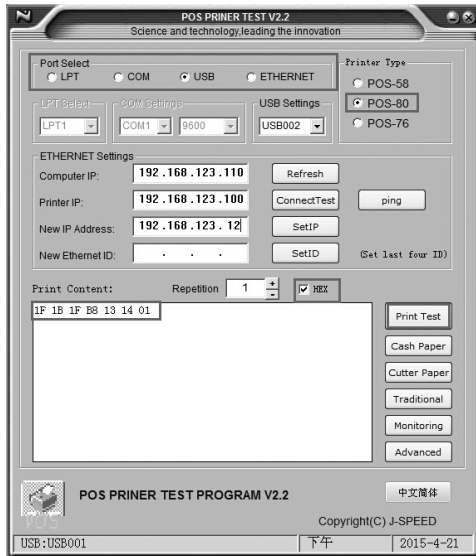 POS PRINER TEST V2.2
Science and technology,leading the innovation
Port Select
LPT COM USB ETHERNET
Printer Type
POS-58
POS-80
POS-76
LPT Select COM Settings USB Settings
LPT1 COM1 9600 USB002
ETHERNET Settings
Computer IP: 192.168.123.110 Refresh
Printer IP: 192.168.123.100 ConnectTest ping
New IP Address: 192.168.123. 12 SetIP
New Ethernet ID: . . . SetID (Set last four ID)
Print Content: Repetition 1 + - HEX
1F 1B 1F B8 13 14 01
Print Test
Cash Paper
Cutter Paper
Traditional
Monitoring
Advanced
POS
POS PRINER TEST PROGRAM V2.2
中文简体
Copyright(C) J-SPEED
USB:USB001 下午 2015-4-21